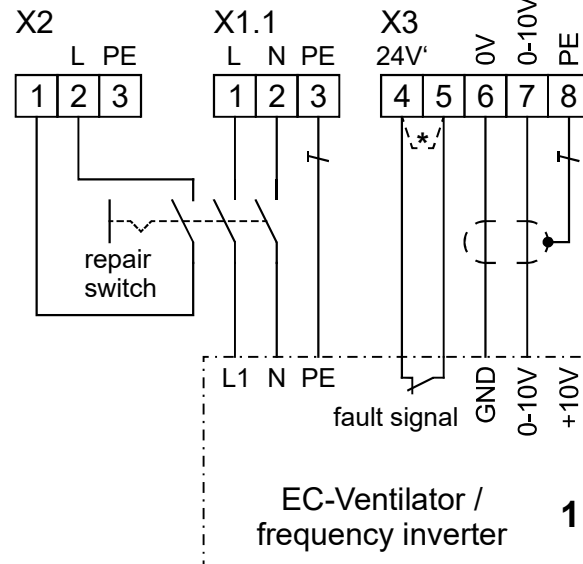 X2 X1.1 X3
L PE L N PE 24V‘ 0V 0-10V PE
1 2 3 1 2 3 4 5 6 7 8
*
repair
switch
L1 N PE
fault signal GND 0-10V +10V
EC-Ventilator / 1
frequency inverter